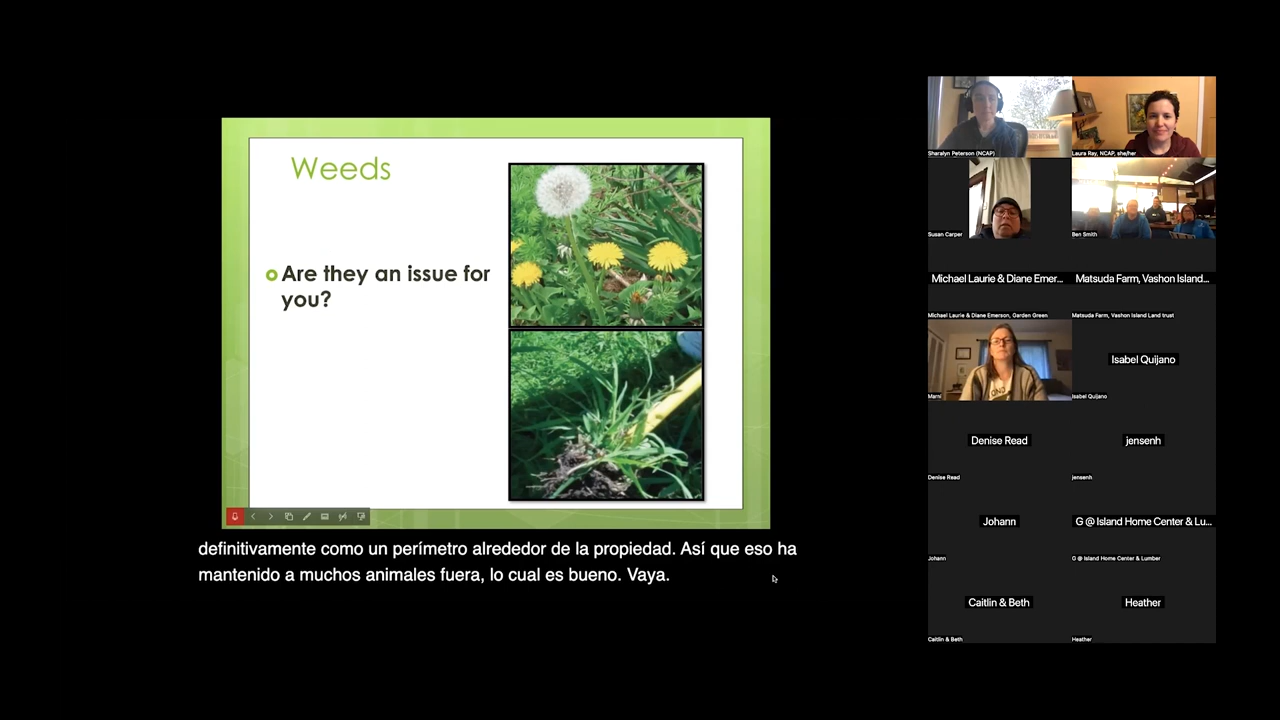 Weeds
Are they an issue for
you?
definitivamente como un perímetro alrededor de la propiedad. Así que eso ha
mantenido a muchos animales fuera, lo cual es bueno. Vaya.
Sharalyn Peterson (NCAP)
Laura Ray, NCAP, she/her
Susan Carper
Ben Smith
Michael Laurie & Diane Emer...
Michael Laurie & Diane Emerson, Garden Green
Matsuda Farm, Vashon Island...
Matsuda Farm, Vashon Island Land trust
Marni
Isabel Quijano
Isabel Quijano
Denise Read
Denise Read
jensenh
jensenh
Johann
Johann
G @ Island Home Center & Lu...
G @ Island Home Center & Lumber
Caitlin & Beth
Caitlin & Beth
Heather
Heather